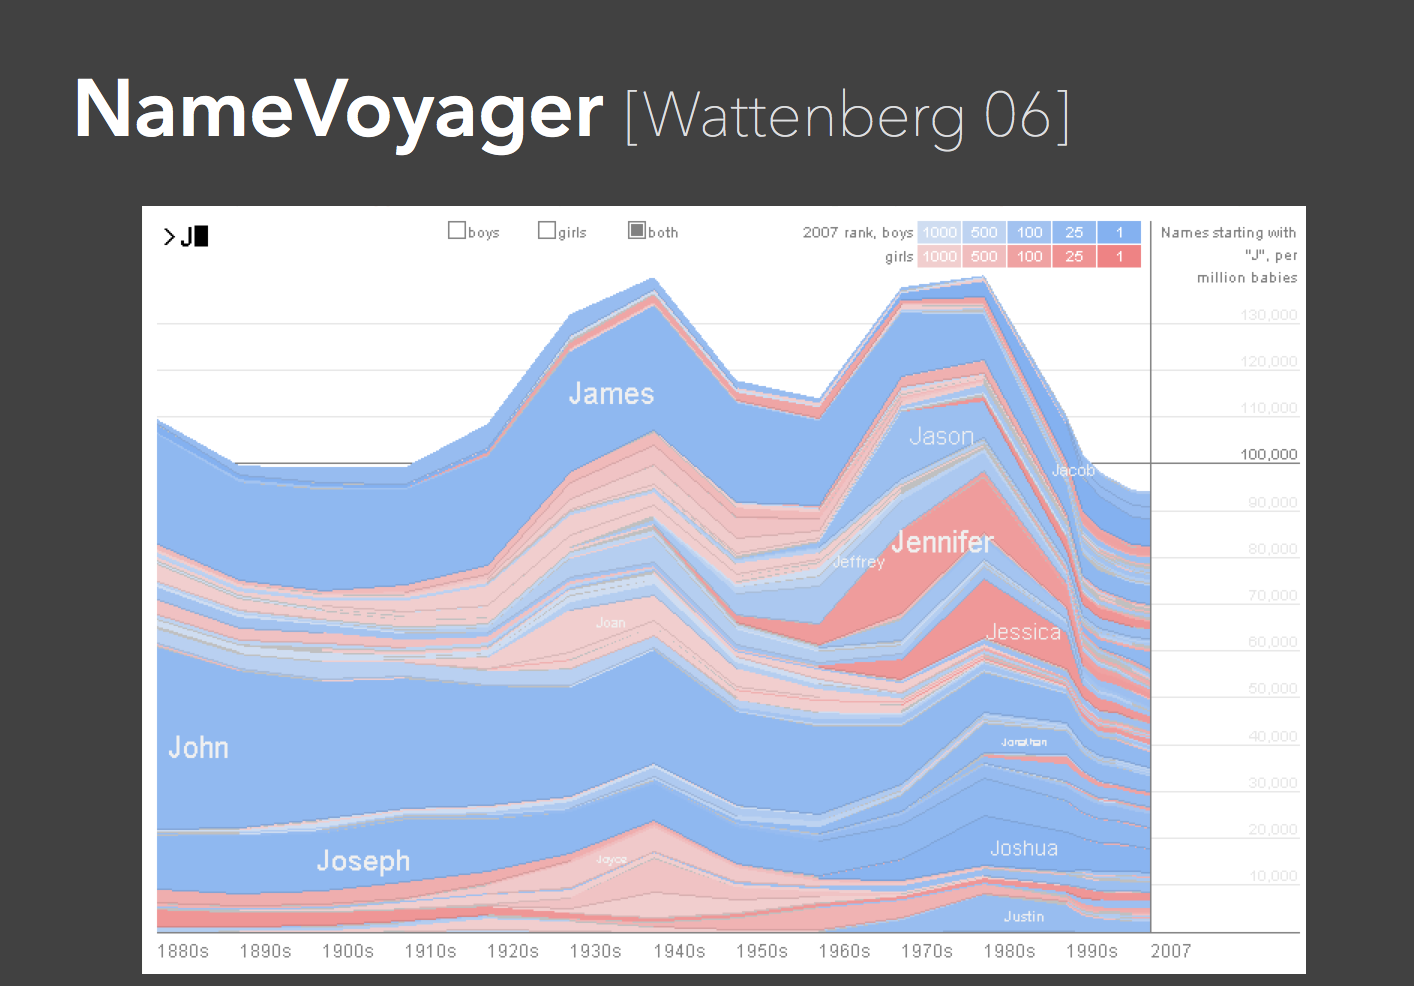 NameVoyager [Wattenberg 06]
>J
boys girls both
2007 rank, boys 1000 500 100 25 1
girls 1000 500 100 25 1
Names starting with
"J", per
million babies
130,000
120,000
James
110,000
Jason
100,000
Jacob
90,000
Jennifer
80,000
Jeffrey
70,000
Joan
Jessica
60,000
50,000
John
Jonathan
40,000
30,000
20,000
Joseph
Joyce
Joshua
10,000
Justin
1880s 1890s 1900s 1910s 1920s 1930s 1940s 1950s 1960s 1970s 1980s 1990s 2007